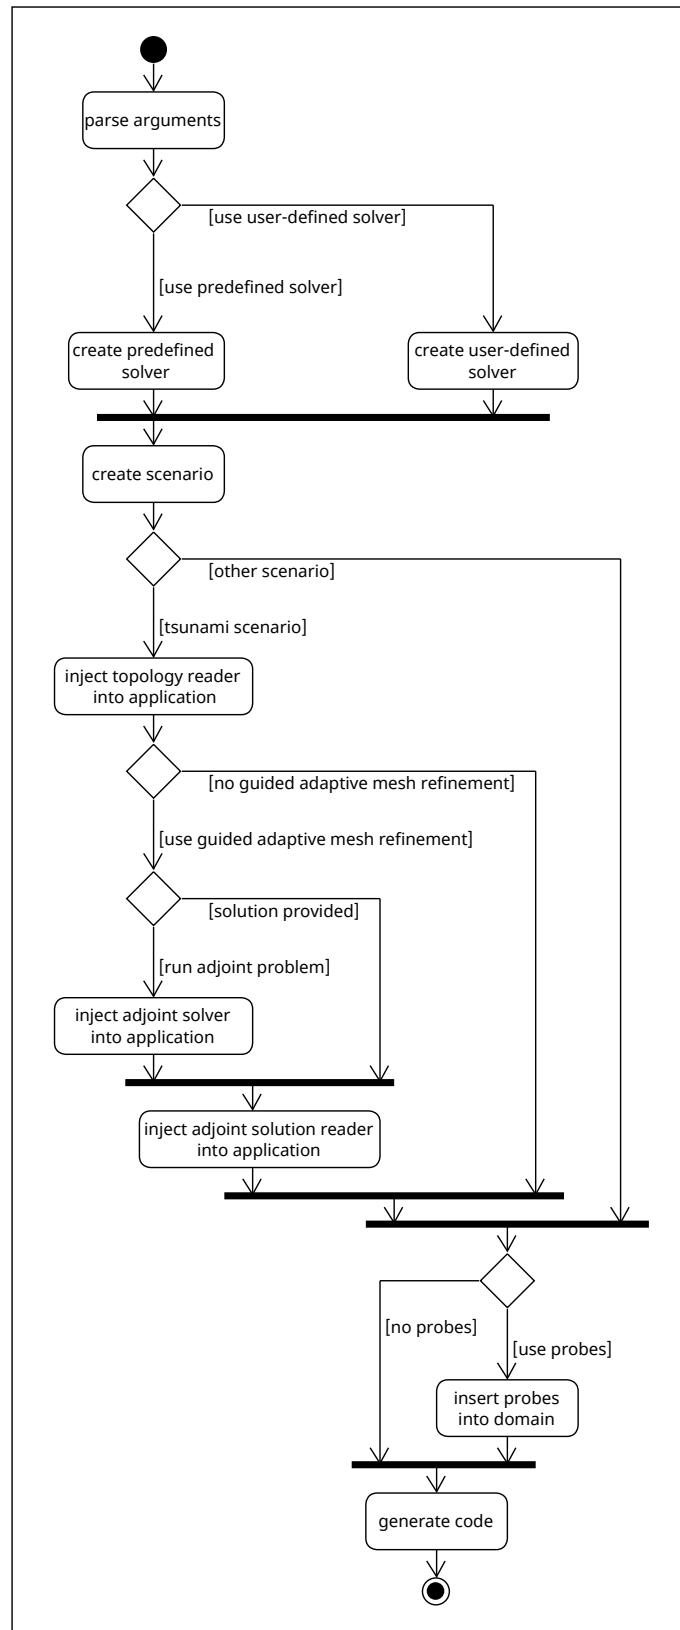 parse arguments
[use user-defined solver]
[use predefined solver]
create predefined
solver
create user-defined
solver
create scenario
[other scenario]
[tsunami scenario]
inject topology reader
into application
[no guided adaptive mesh refinement]
[use guided adaptive mesh refinement]
[solution provided]
[run adjoint problem]
inject adjoint solver
into application
inject adjoint solution reader
into application
[no probes]
[use probes]
insert probes
into domain
generate code